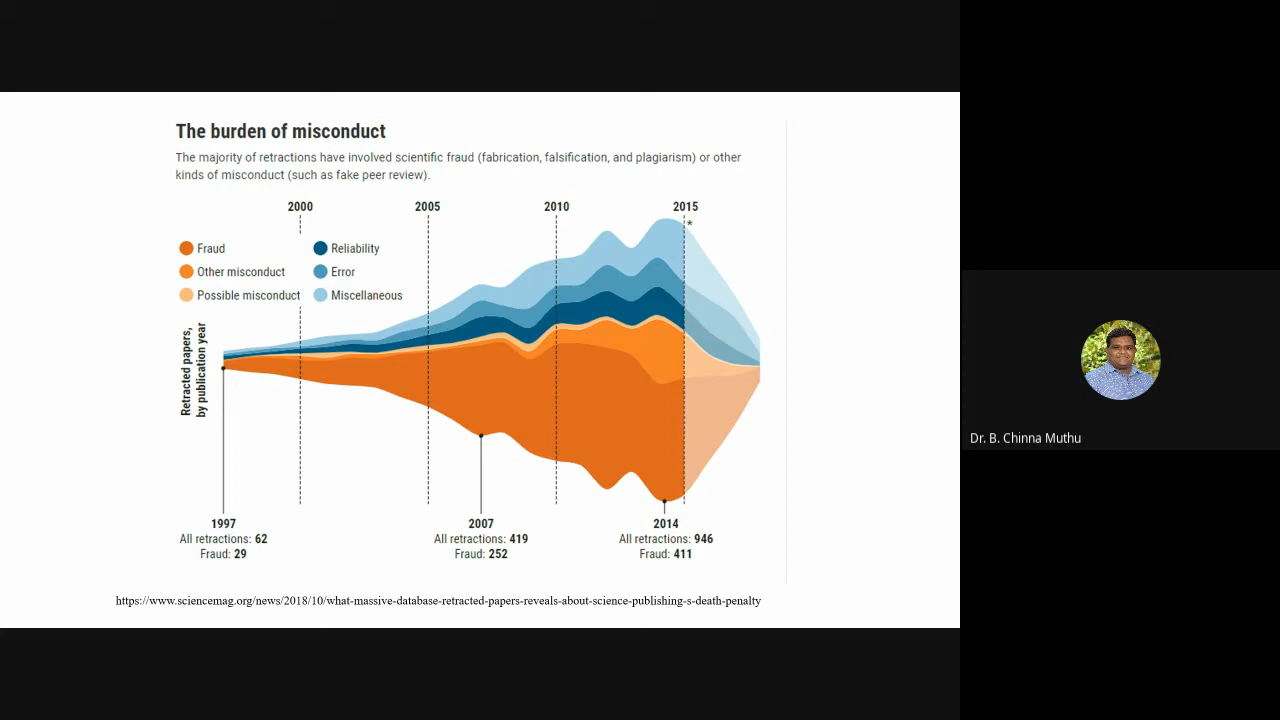 The burden of misconduct
The majority of retractions have involved scientific fraud (fabrication, falsification, and plagiarism) or other
kinds of misconduct (such as fake peer review).
2000
2005
2010
2015
*
Fraud
Reliability
Other misconduct
Error
Possible misconduct
Miscellaneous
Retracted papers,
by publication year
1997
All retractions: 62
Fraud: 29
2007
All retractions: 419
Fraud: 252
2014
All retractions: 946
Fraud: 411
https://www.sciencemag.org/news/2018/10/what-massive-database-retracted-papers-reveals-about-science-publishing-s-death-penalty
Dr. B. Chinna Muthu